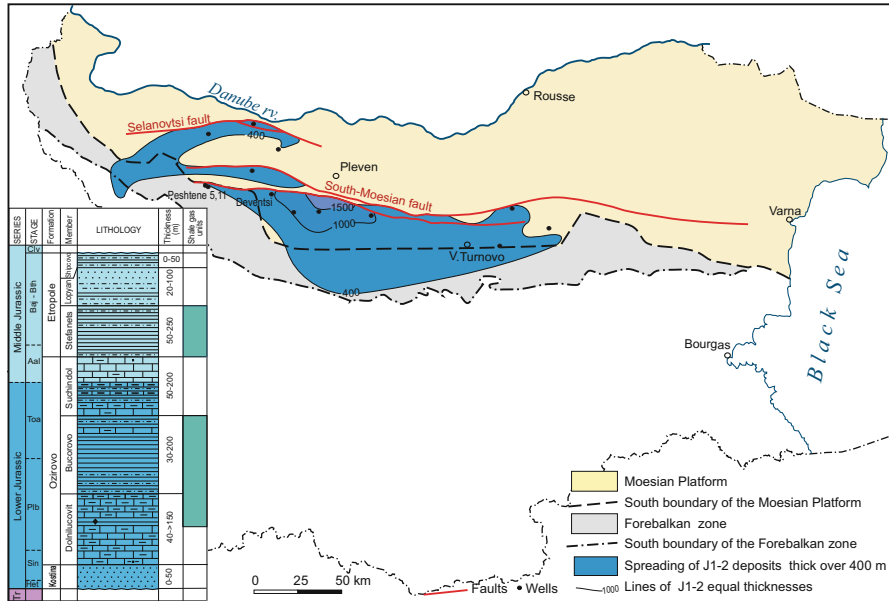 Danube rv.
Rousse
Selanovtsi fault
400
Pleven
South-Moesian fault
Peshtene 5,11
Deventsi
1500
1000
Varna
V.Turnovo
400
Bourgas
Black Sea
SERES
STAGE
Formation
Member
LITHOLOGY
Thickness
(m)
Shale gas
units
Middle Jurassic
Lower Jurassic
Tr
Clv
Baj - Bth
Aal
Toa
Plb
Sin
Het
Etropole
Ozirovo
Kostina
Shipcovo
Lopyan
Stefanets
Suchindol
Bucorovo
Dolnilucovit
0-50
20-100
50-250
50-200
30-200
40->150
0-50
0 25 50 km
Faults Wells
Moesian Platform
South boundary of the Moesian Platform
Forebalkan zone
South boundary of the Forebalkan zone
Spreading of J1-2 deposits thick over 400 m
1000 Lines of J1-2 equal thicknesses